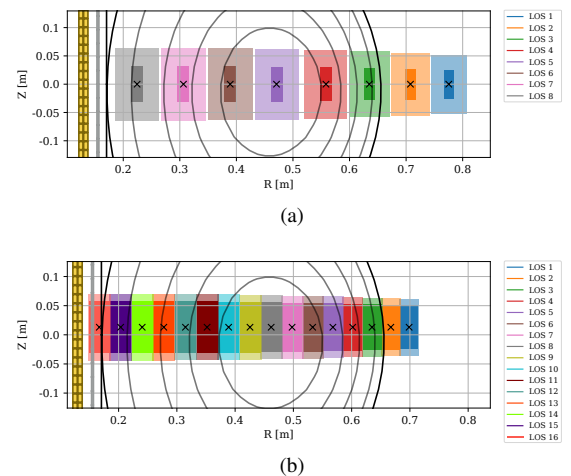 0.1
0.05
0.0
-0.05
-0.1
Z [m]
0.2 0.3 0.4 0.5 0.6 0.7 0.8
R [m]
LOS 1
LOS 2
LOS 3
LOS 4
LOS 5
LOS 6
LOS 7
LOS 8
(a)
0.1
0.05
0.0
-0.05
-0.1
Z [m]
0.2 0.3 0.4 0.5 0.6 0.7 0.8
R [m]
LOS 1
LOS 2
LOS 3
LOS 4
LOS 5
LOS 6
LOS 7
LOS 8
LOS 9
LOS 10
LOS 11
LOS 12
LOS 13
LOS 14
LOS 15
LOS 16
(b)